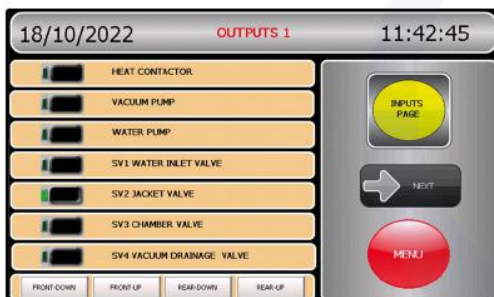 18/10/2022 OUTPUTS 1 11:42:45
HEAT CONTACTOR
VACUUM PUMP
WATER PUMP
SV1 WATER INLET VALVE
SV2 JACKET VALVE
SV3 CHAMBER VALVE
SV4 VACUUM DRAINAGE VALVE
FRONT-DOWN FRONT-UP REAR-DOWN REAR-UP
INPUTS
PAGE
NEXT
MENU